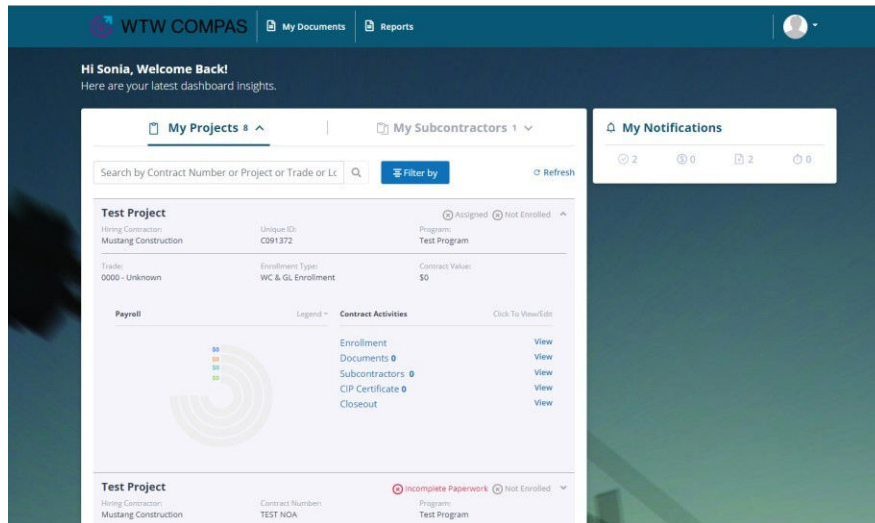 WTW COMPAS My Documents Reports
Hi Sonia, Welcome Back!
Here are your latest dashboard insights.
My Projects 8 My Subcontractors 1
My Notifications
2 0 2 0
Search by Contract Number or Project or Trade or Lc Filter by Refresh
Test Project Assigned Not Enrolled
Hiring Contractor: Unique ID: Program:
Mustang Construction C091372 Test Program
Trade: Enrollment Type: Contract Value:
0000 - Unknown WC & GL Enrollment $0
Payroll Legend Contract Activities Click To View/Edit
$0
$0
$0
$0
Enrollment View
Documents 0 View
Subcontractors 0 View
CIP Certificate 0 View
Closeout View
Test Project Incomplete Paperwork Not Enrolled
Hiring Contractor: Contract Number: Program:
Mustang Construction TEST NOA Test Program